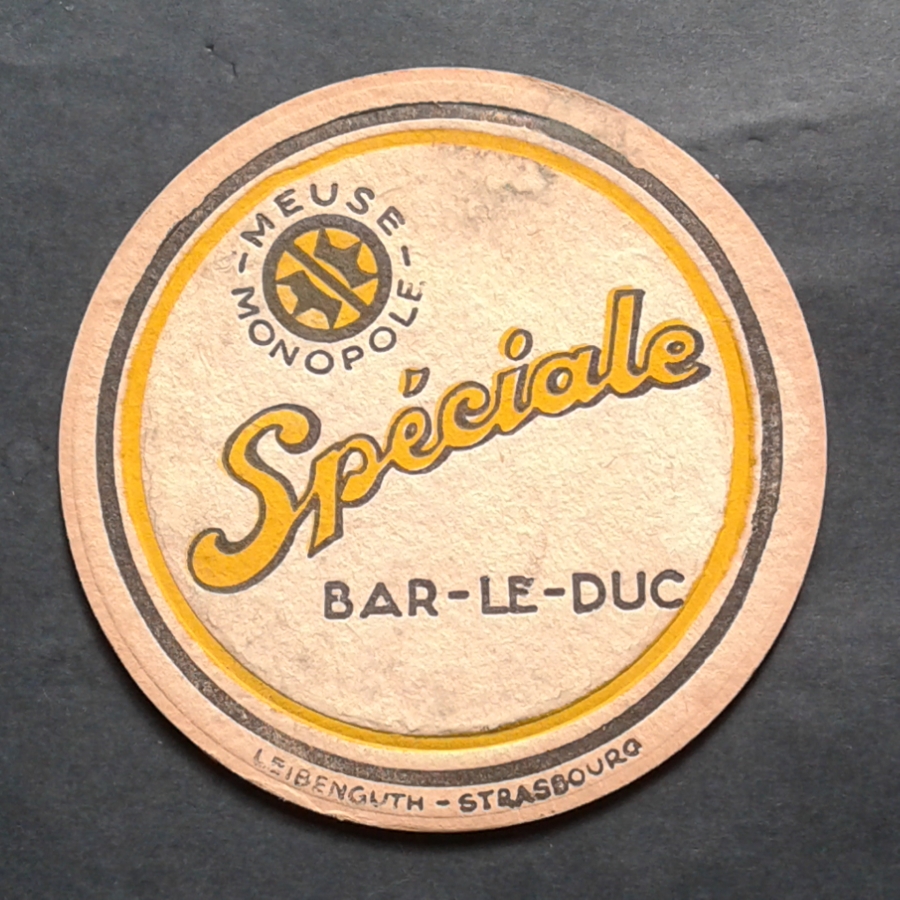 MEUSE
MONOPOLE
Spéciale
BAR-LE-DUC
LEIBENGUTH - STRASBOURG